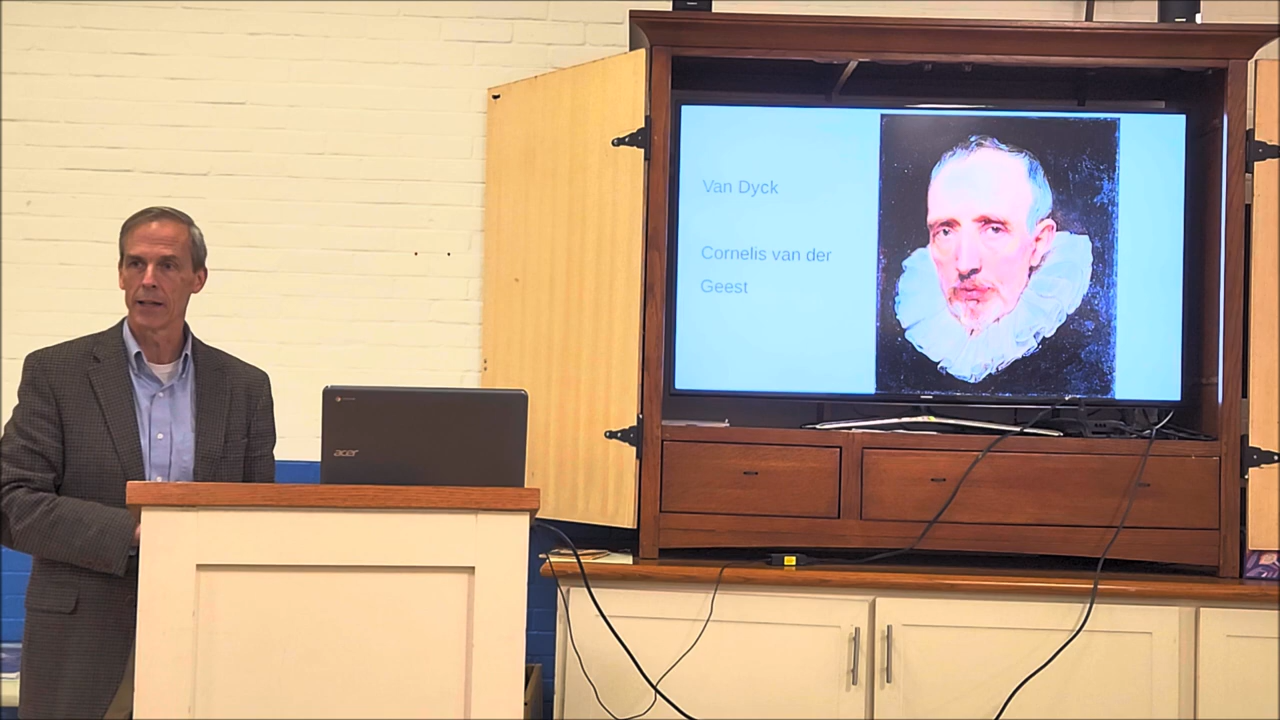 Van Dyck
Cornelis van der
Geest
acer